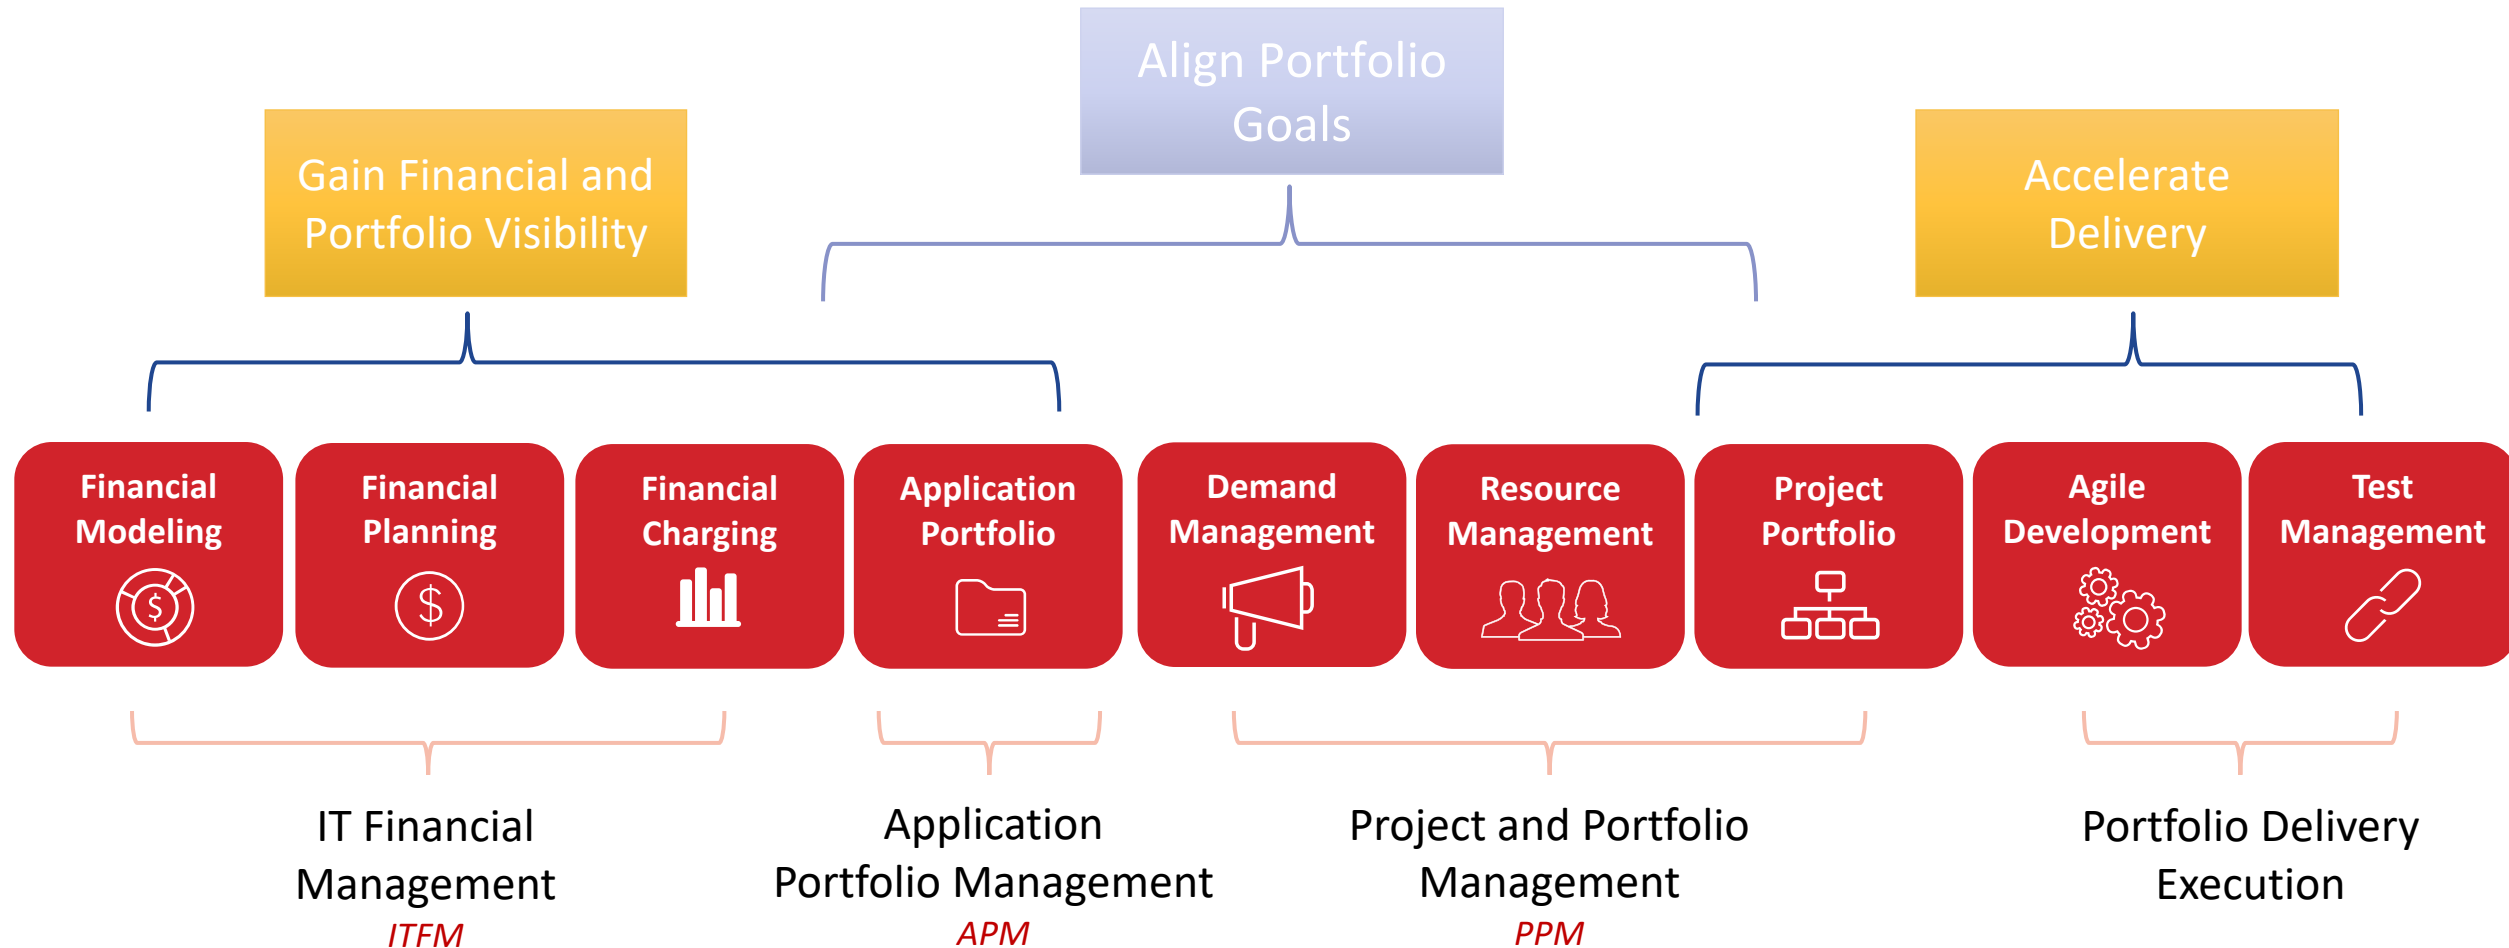 Align Portfolio
Goals
Gain Financial and
Portfolio Visibility
Accelerate
Delivery
Financial
Modeling
$
Financial
Planning
$
Financial
Charging
Application
Portfolio
Demand
Management
Resource
Management
Project
Portfolio
Agile
Development
Test
Management
IT Financial
Management
ITFM
Application
Portfolio Management
APM
Project and Portfolio
Management
PPM
Portfolio Delivery
Execution